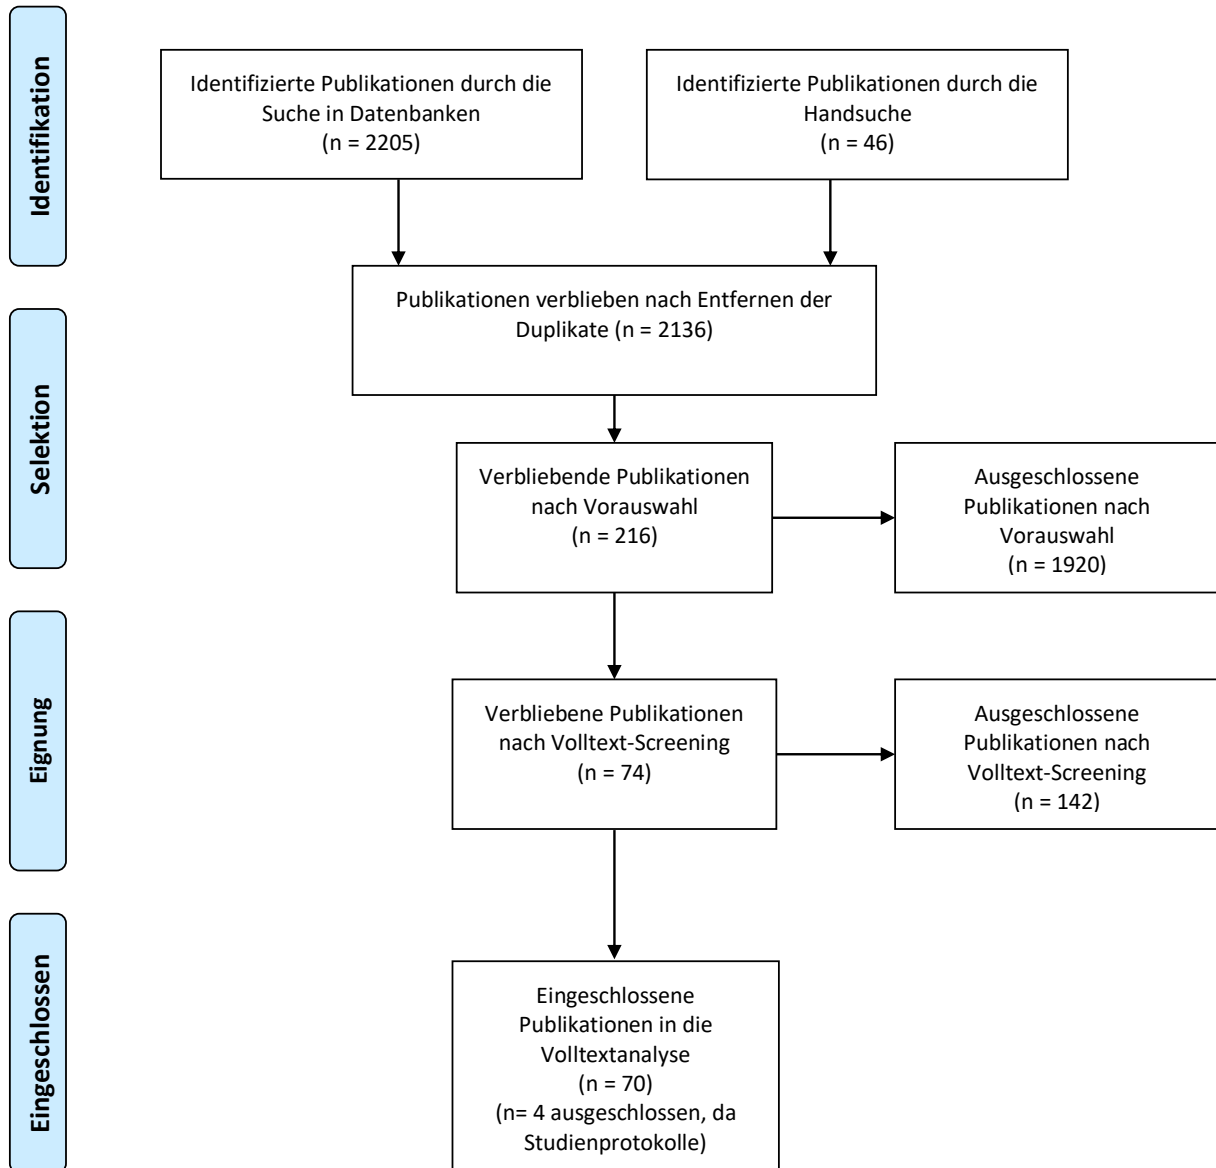 Identifikation
Identifizierte Publikationen durch die
Suche in Datenbanken
(n = 2205)
Identifizierte Publikationen durch die
Handsuche
(n = 46)
Publikationen verblieben nach Entfernen der
Duplikate (n = 2136)
Selektion
Verbliebende Publikationen
nach Vorauswahl
(n = 216)
Ausgeschlossene
Publikationen nach
Vorauswahl
(n = 1920)
Eignung
Verbliebene Publikationen
nach Volltext-Screening
(n = 74)
Ausgeschlossene
Publikationen nach
Volltext-Screening
(n = 142)
Eingeschlossen
Eingeschlossene
Publikationen in die
Volltextanalyse
(n = 70)
(n= 4 ausgeschlossen, da
Studienprotokolle)